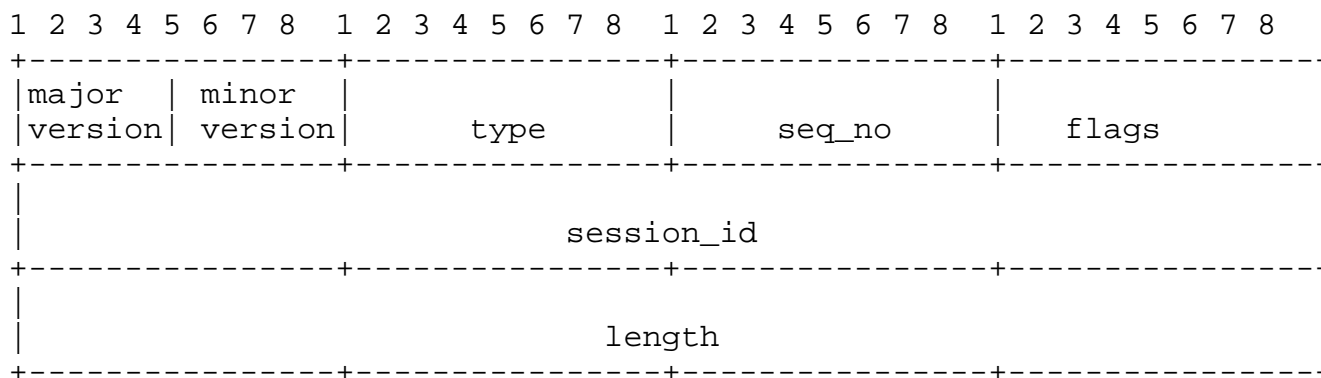 1 2 3 4 5 6 7 8 1 2 3 4 5 6 7 8 1 2 3 4 5 6 7 8 1 2 3 4 5 6 7 8
major minor
version version type seq_no flags
session_id
length